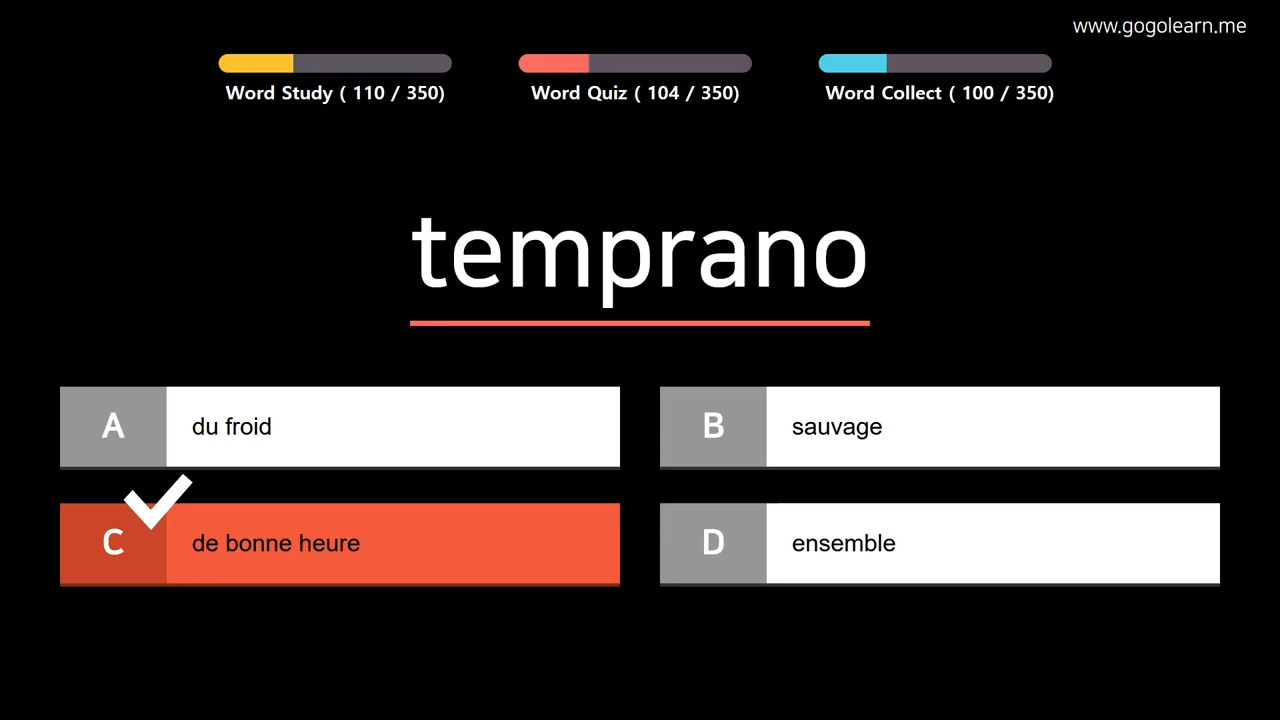 www.gogolearn.me
Word Study ( 110 / 350)
Word Quiz ( 104 / 350)
Word Collect ( 100 / 350)
temprano
A du froid
B sauvage
C de bonne heure
D ensemble